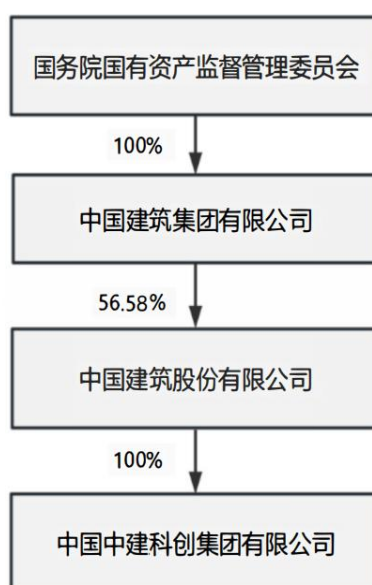 国务院国有资产监督管理委员会
100%
中国建筑集团有限公司
56.58%
中国建筑股份有限公司
100%
中国中建科创集团有限公司